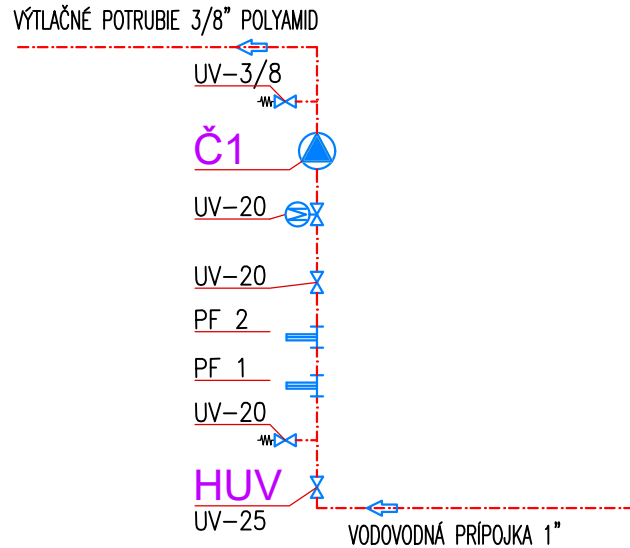 VÝTLAČNÉ POTRUBIE 3/8" POLYAMID
UV-3/8
Č1
UV-20
M
UV-20
PF 2
PF 1
UV-20
HUV
UV-25
VODOVODNÁ PRÍPOJKA 1"